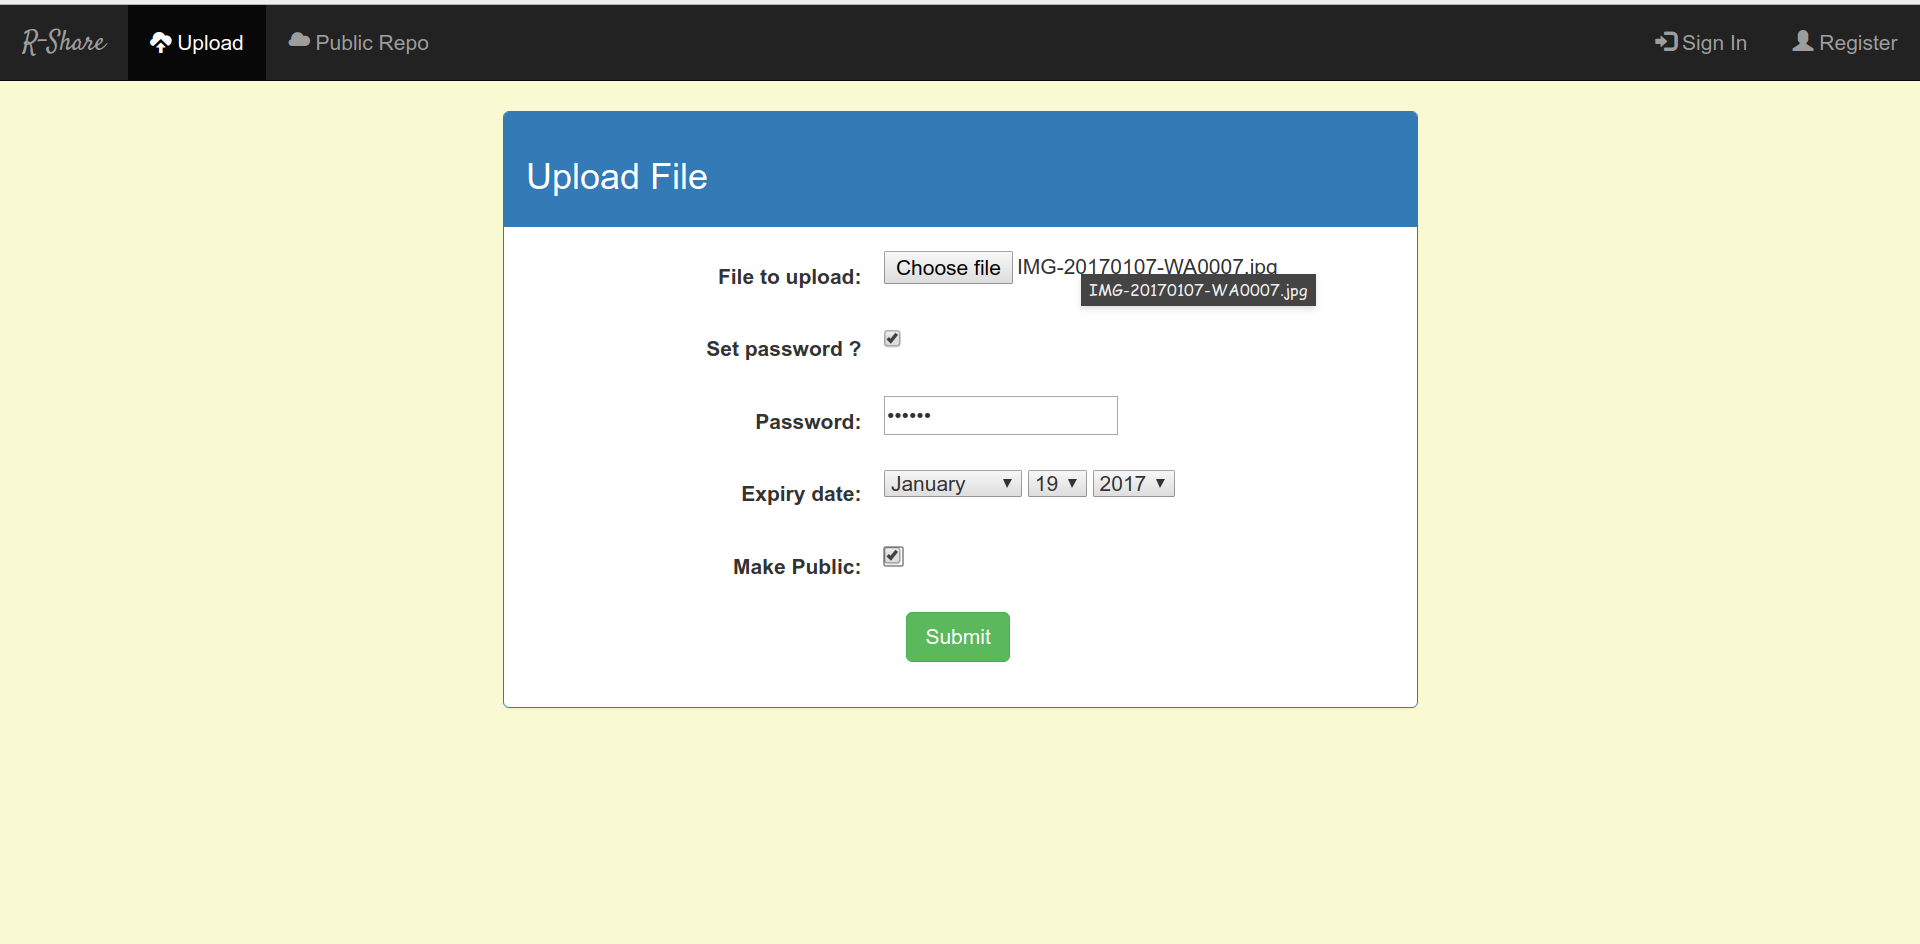 R-Share Upload Public Repo Sign In Register
Upload File
File to upload: Choose file IMG-20170107-WA0007.jpg
IMG-20170107-WA0007.jpg
Set password ?
Password: ••••••
Expiry date: January 19 2017
Make Public:
Submit